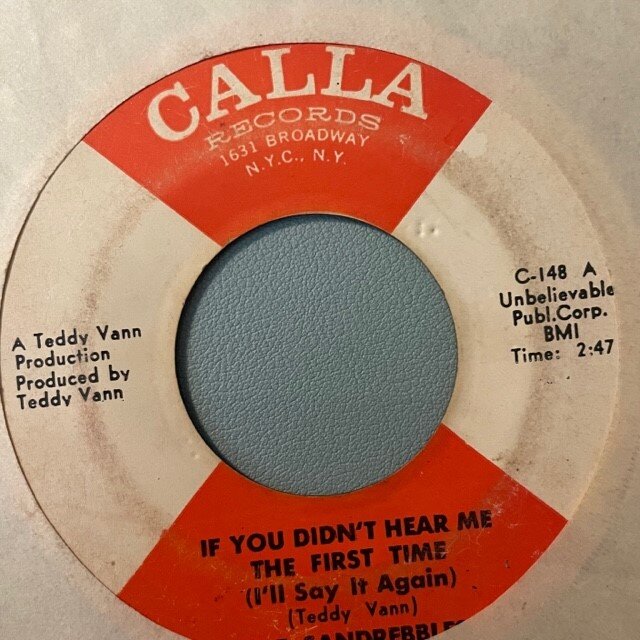 CALLA
RECORDS
1631 BROADWAY
N.Y.C., N.Y.
A Teddy Vann
Production
Produced by
Teddy Vann
C-148 A
Unbelievable
Publ.Corp.
BMI
Time: 2:47
IF YOU DIDN'T HEAR ME
THE FIRST TIME
(I'll Say It Again)
(Teddy Vann)